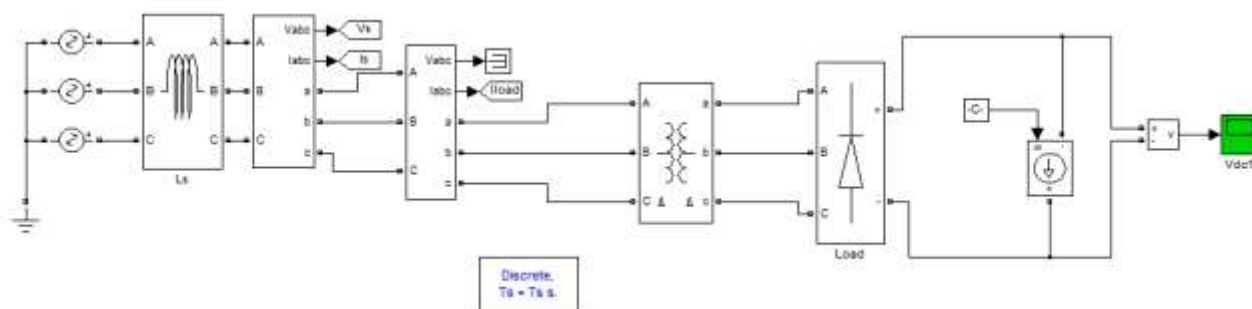 A A A
Vabc
Vs
B B B
Iabc
Is
C C C
a
b
c
Ls
A
B
C
Vabc
Iabc
Iload
a
b
c
A a
B b
C Δ Δ c
A +
B
C -
Load
-C-
+ v
-
Vdc1
Discrete,
Ts = Ts s.